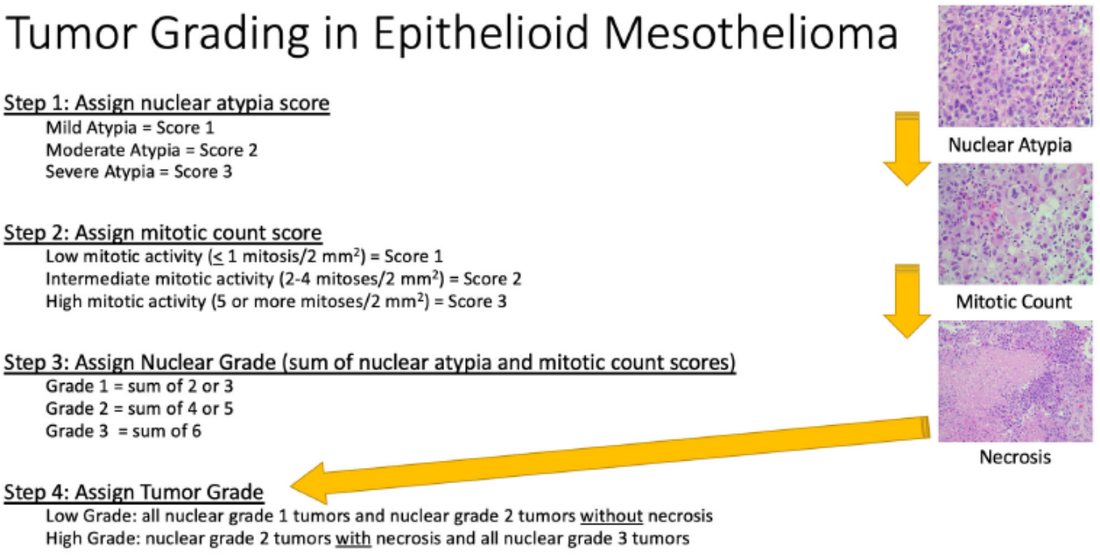 Tumor Grading in Epithelioid Mesothelioma
Step 1: Assign nuclear atypia score
Mild Atypia = Score 1
Moderate Atypia = Score 2
Severe Atypia = Score 3
Nuclear Atypia
Step 2: Assign mitotic count score
Low mitotic activity (≤ 1 mitosis/2 mm²) = Score 1
Intermediate mitotic activity (2-4 mitoses/2 mm²) = Score 2
High mitotic activity (5 or more mitoses/2 mm²) = Score 3
Mitotic Count
Step 3: Assign Nuclear Grade (sum of nuclear atypia and mitotic count scores)
Grade 1 = sum of 2 or 3
Grade 2 = sum of 4 or 5
Grade 3 = sum of 6
Necrosis
Step 4: Assign Tumor Grade
Low Grade: all nuclear grade 1 tumors and nuclear grade 2 tumors without necrosis
High Grade: nuclear grade 2 tumors with necrosis and all nuclear grade 3 tumors